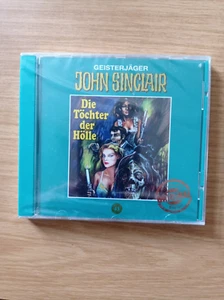 GEISTERJÄGER
JOHN SINCLAIR
Die
Töchter
der
Hölle